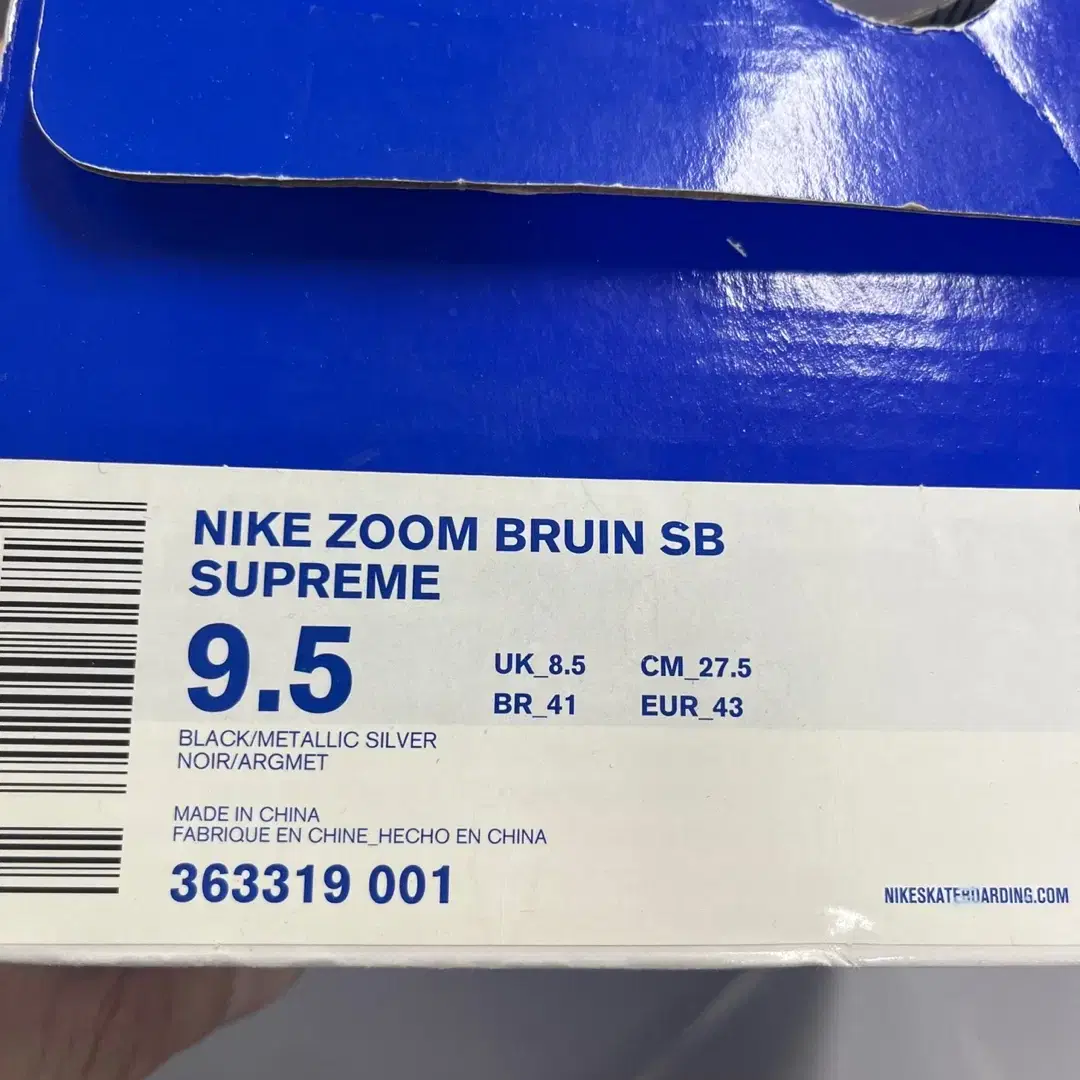 NIKE ZOOM BRUIN SB
SUPREME
9.5
UK_8.5 CM_27.5
BR_41 EUR_43
BLACK/METALLIC SILVER
NOIR/ARGMET
MADE IN CHINA
FABRIQUE EN CHINE_HECHO EN CHINA
363319 001
NIKESKATEBOARDING.COM